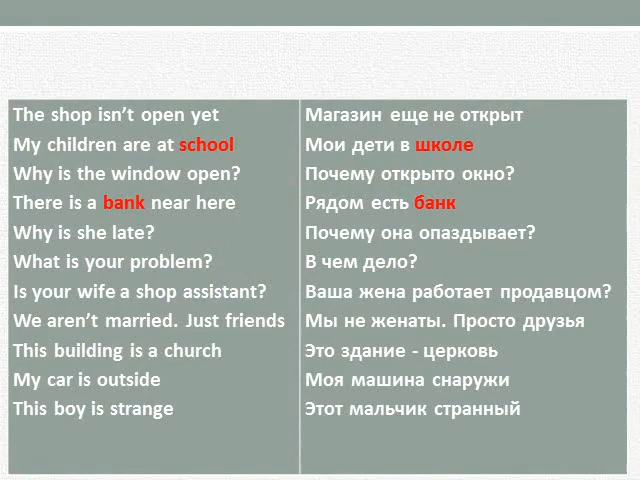 The shop isn't open yet
Магазин еще не открыт
My children are at school
Мои дети в школе
Why is the window open?
Почему открыто окно?
There is a bank near here
Рядом есть банк
Why is she late?
Почему она опаздывает?
What is your problem?
В чем дело?
Is your wife a shop assistant?
Ваша жена работает продавцом?
We aren't married. Just friends
Мы не женаты. Просто друзья
This building is a church
Это здание - церковь
My car is outside
Моя машина снаружи
This boy is strange
Этот мальчик странный